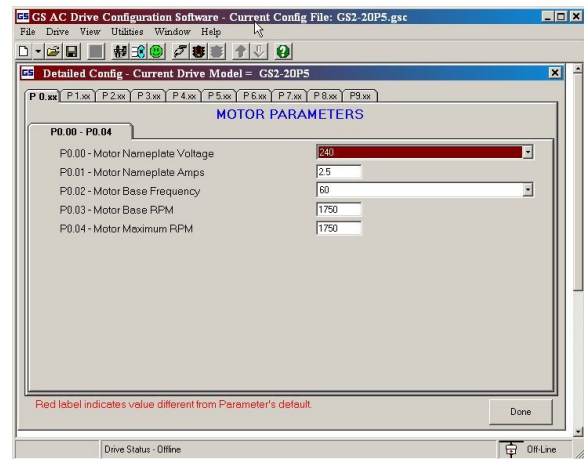 GS GS AC Drive Configuration Software - Current Config File: GS2-20P5.gsc
File Drive View Utilities Window Help
GS Detailed Config - Current Drive Model = GS2-20P5
P 0.xx P 1.xx P 2.xx P 3.xx P 4.xx P 5.xx P 6.xx P 7.xx P 8.xx P9.xx
MOTOR PARAMETERS
P0.00 - P0.04
P0.00 - Motor Nameplate Voltage 240
P0.01 - Motor Nameplate Amps 2.5
P0.02 - Motor Base Frequency 60
P0.03 - Motor Base RPM 1750
P0.04 - Motor Maximum RPM 1750
Red label indicates value different from Parameter's default.
Done
Drive Status - Offline
Off-Line